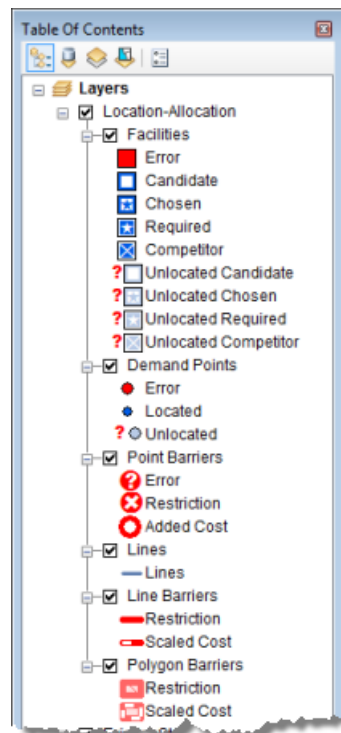 Table Of Contents
Layers
Location-Allocation
Facilities
Error
Candidate
Chosen
Required
Competitor
? Unlocated Candidate
? Unlocated Chosen
? Unlocated Required
? Unlocated Competitor
Demand Points
Error
Located
? Unlocated
Point Barriers
? Error
Restriction
Added Cost
Lines
Lines
Line Barriers
Restriction
Scaled Cost
Polygon Barriers
Restriction
Scaled Cost